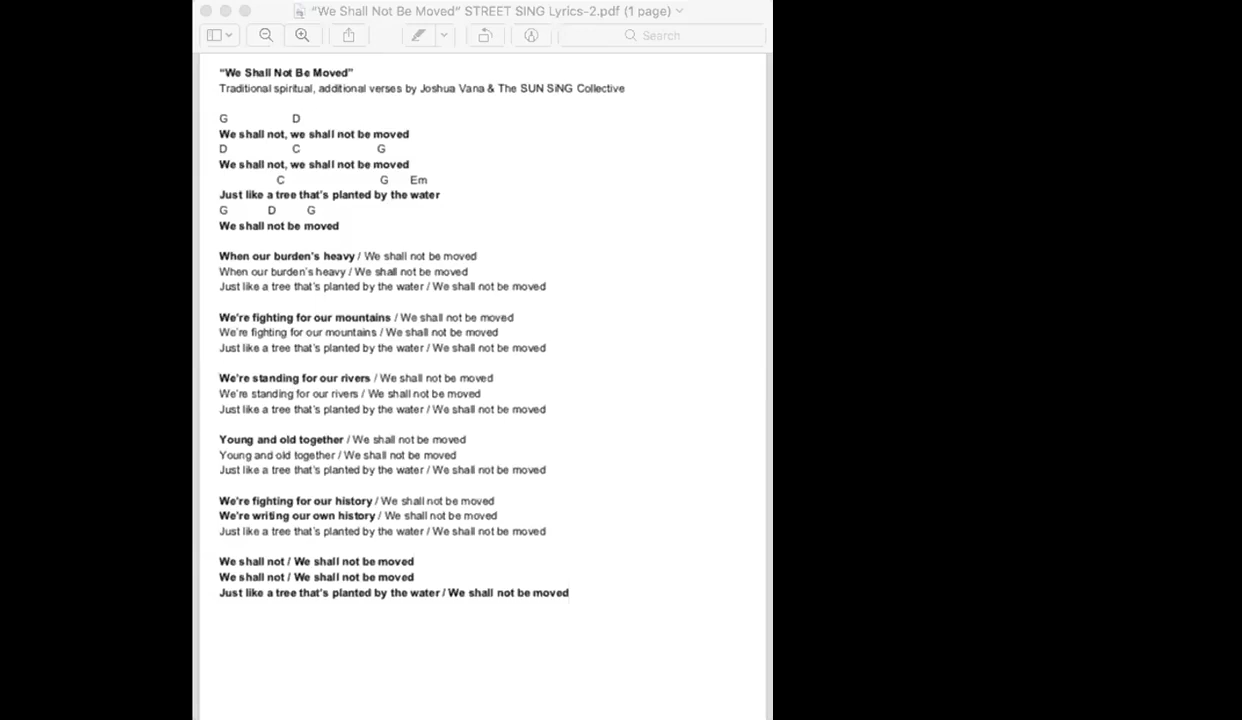 "We Shall Not Be Moved" STREET SING Lyrics-2.pdf (1 page)
Search
"We Shall Not Be Moved"
Traditional spiritual, additional verses by Joshua Vana & The SUN SiNG Collective
G D
We shall not, we shall not be moved
D C G
We shall not, we shall not be moved
C G Em
Just like a tree that's planted by the water
G D G
We shall not be moved
When our burden's heavy / We shall not be moved
When our burden's heavy / We shall not be moved
Just like a tree that's planted by the water / We shall not be moved
We're fighting for our mountains / We shall not be moved
We're fighting for our mountains / We shall not be moved
Just like a tree that's planted by the water / We shall not be moved
We're standing for our rivers / We shall not be moved
We're standing for our rivers / We shall not be moved
Just like a tree that's planted by the water / We shall not be moved
Young and old together / We shall not be moved
Young and old together / We shall not be moved
Just like a tree that's planted by the water / We shall not be moved
We're fighting for our history / We shall not be moved
We're writing our own history / We shall not be moved
Just like a tree that's planted by the water / We shall not be moved
We shall not / We shall not be moved
We shall not / We shall not be moved
Just like a tree that's planted by the water / We shall not be moved